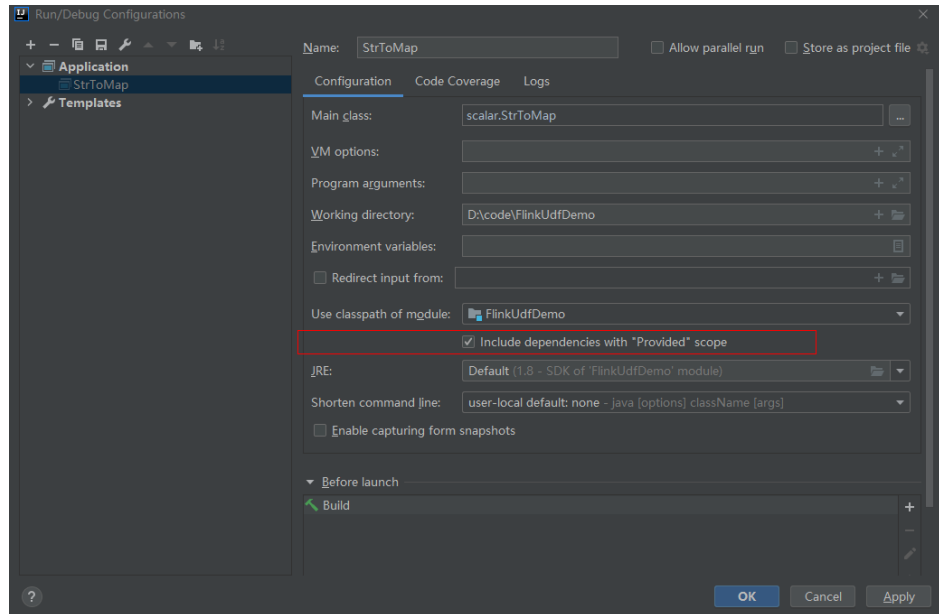 Run/Debug Configurations
Application
StrToMap
Templates
Name: StrToMap Allow parallel run Store as project file
Configuration Code Coverage Logs
Main class: scalar.StrToMap ...
VM options:
Program arguments:
Working directory: D:\code\FlinkUdfDemo
Environment variables:
Redirect input from:
Use classpath of module: FlinkUdfDemo
Include dependencies with "Provided" scope
JRE: Default (1.8 - SDK of 'FlinkUdfDemo' module)
Shorten command line: user-local default: none - java [options] className [args]
Enable capturing form snapshots
Before launch
Build
? OK Cancel Apply